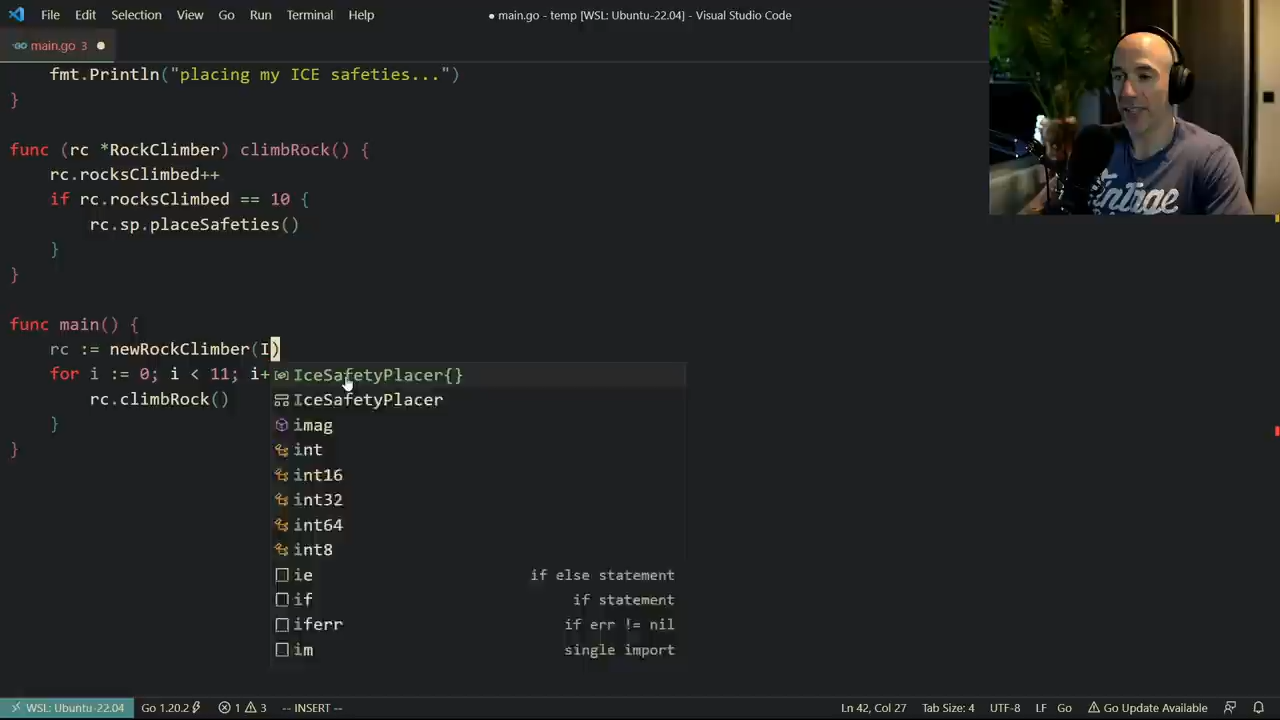 File Edit Selection View Go Run Terminal Help
● main.go - temp [WSL: Ubuntu-22.04] - Visual Studio Code
main.go 3 ●
fmt.Println("placing my ICE safeties...")
}
func (rc *RockClimber) climbRock() {
rc.rocksClimbed++
if rc.rocksClimbed == 10 {
rc.sp.placeSafeties()
}
}
func main() {
rc := newRockClimber(I)
for i := 0; i < 11; i+
rc.climbRock()
}
}
IceSafetyPlacer{}
IceSafetyPlacer
imag
int
int16
int32
int64
int8
ie if else statement
if if statement
iferr if err != nil
im single import
Vintage
WSL: Ubuntu-22.04 Go 1.20.2 1 3 -- INSERT -- Ln 42, Col 27 Tab Size: 4 UTF-8 LF Go Go Update Available